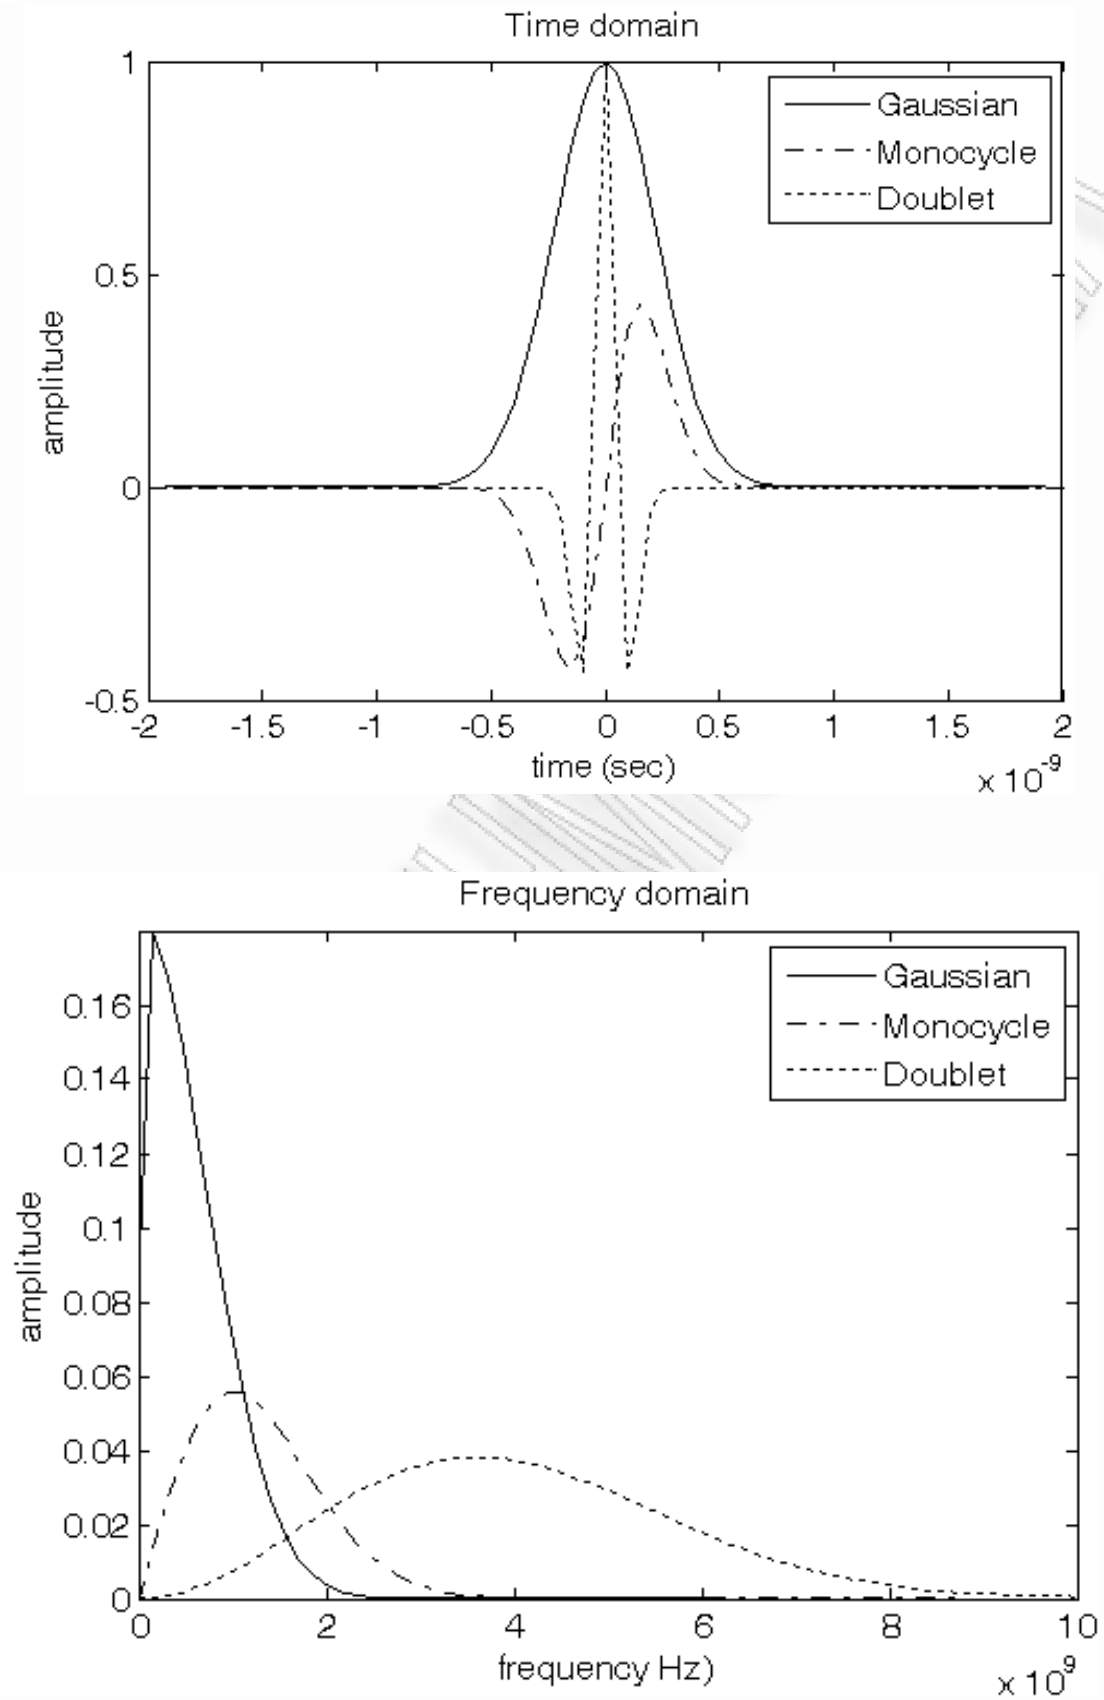 Time domain
1
0.5
0
-0.5
amplitude
Gaussian
Monocycle
Doublet
-2 -1.5 -1 -0.5 0 0.5 1 1.5 2
time (sec)
x 10^-9
Frequency domain
0.16
0.14
0.12
0.1
0.08
0.06
0.04
0.02
0
amplitude
Gaussian
Monocycle
Doublet
0 2 4 6 8 10
frequency Hz)
x 10^9